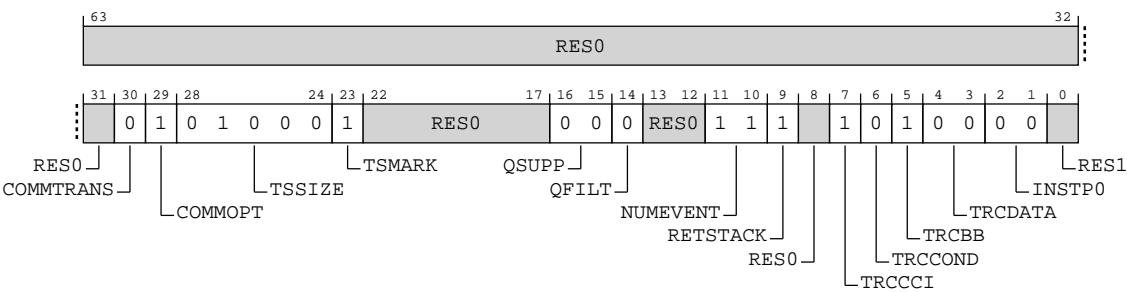 63 32
RES0
31 30 29 28 24 23 22 17 16 15 14 13 12 11 10 9 8 7 6 5 4 3 2 1 0
0 1 0 1 0 0 0 1 RES0 0 0 0 RES0 1 1 1 1 0 1 0 0 0 0
RES0 TSMARK QSUPP RES1
COMMTRANS TSSIZE QFILT INSTP0
COMMOPT NUMEVENT TRCDATA
RETSTACK TRCBB
RES0 TRCCOND
TRCCCI